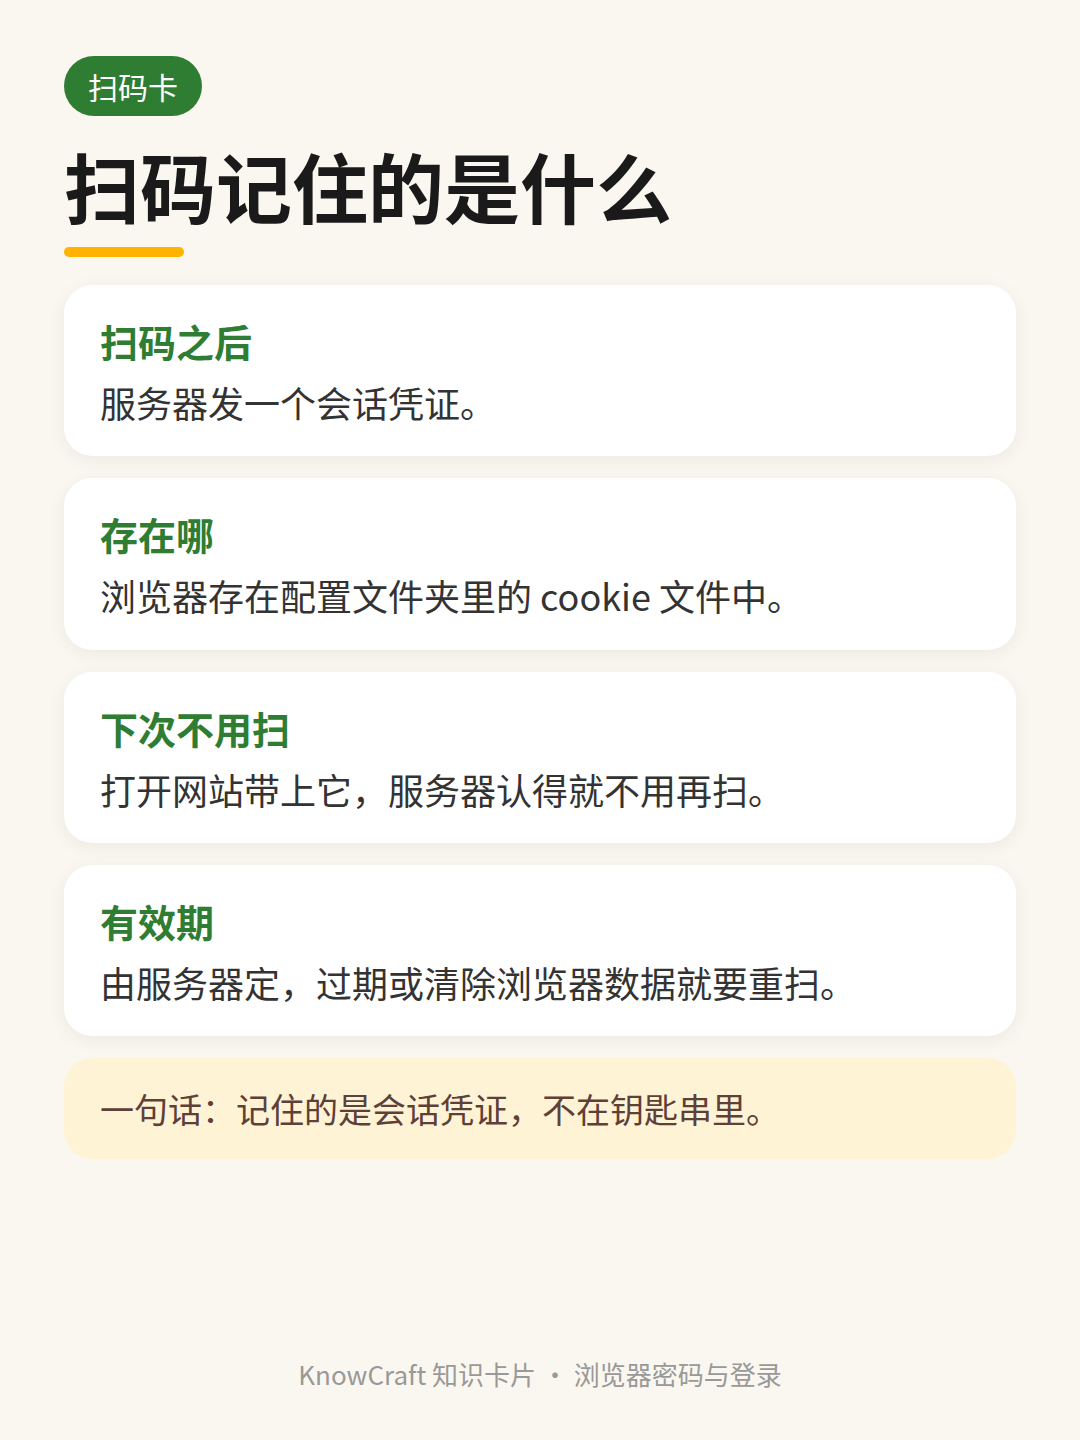 扫码卡
扫码记住的是什么
扫码之后
服务器发一个会话凭证。
存在哪
浏览器存在配置文件夹里的 cookie 文件中。
下次不用扫
打开网站带上它，服务器认得就不用再扫。
有效期
由服务器定，过期或清除浏览器数据就要重扫。
一句话：记住的是会话凭证，不在钥匙串里。
KnowCraft 知识卡片 · 浏览器密码与登录